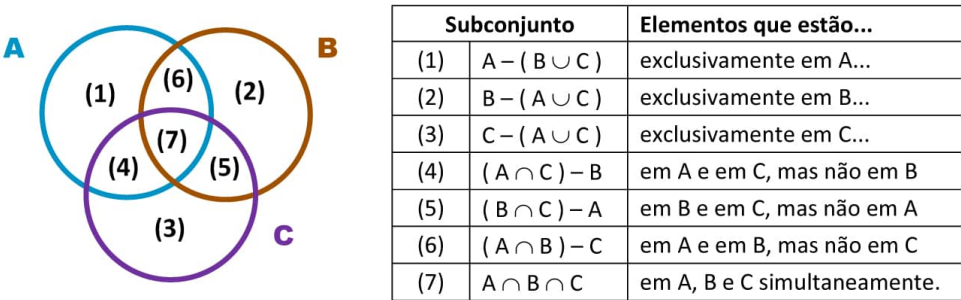 A
B
(1)
(6)
(2)
(7)
(4)
(5)
(3)
C
Subconjunto Elementos que estão...
(1) A – ( B ∪ C ) exclusivamente em A...
(2) B – ( A ∪ C ) exclusivamente em B...
(3) C – ( A ∪ C ) exclusivamente em C...
(4) ( A ∩ C ) – B em A e em C, mas não em B
(5) ( B ∩ C ) – A em B e em C, mas não em A
(6) ( A ∩ B ) – C em A e em B, mas não em C
(7) A ∩ B ∩ C em A, B e C simultaneamente.